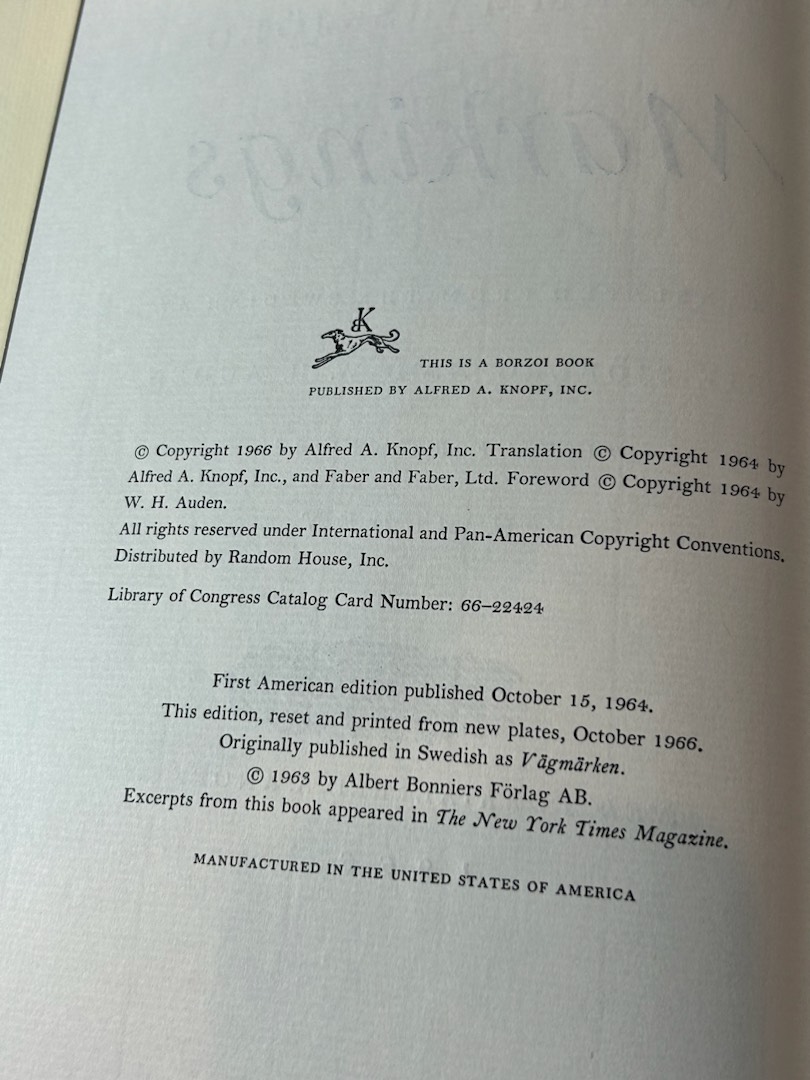 Markings
K
THIS IS A BORZOI BOOK
PUBLISHED BY ALFRED A. KNOPF, INC.
© Copyright 1966 by Alfred A. Knopf, Inc. Translation © Copyright 1964 by
Alfred A. Knopf, Inc., and Faber and Faber, Ltd. Foreword © Copyright 1964 by
W. H. Auden.
All rights reserved under International and Pan-American Copyright Conventions.
Distributed by Random House, Inc.
Library of Congress Catalog Card Number: 66–22424
First American edition published October 15, 1964.
This edition, reset and printed from new plates, October 1966.
Originally published in Swedish as Vägmärken.
© 1963 by Albert Bonniers Förlag AB.
Excerpts from this book appeared in The New York Times Magazine.
MANUFACTURED IN THE UNITED STATES OF AMERICA